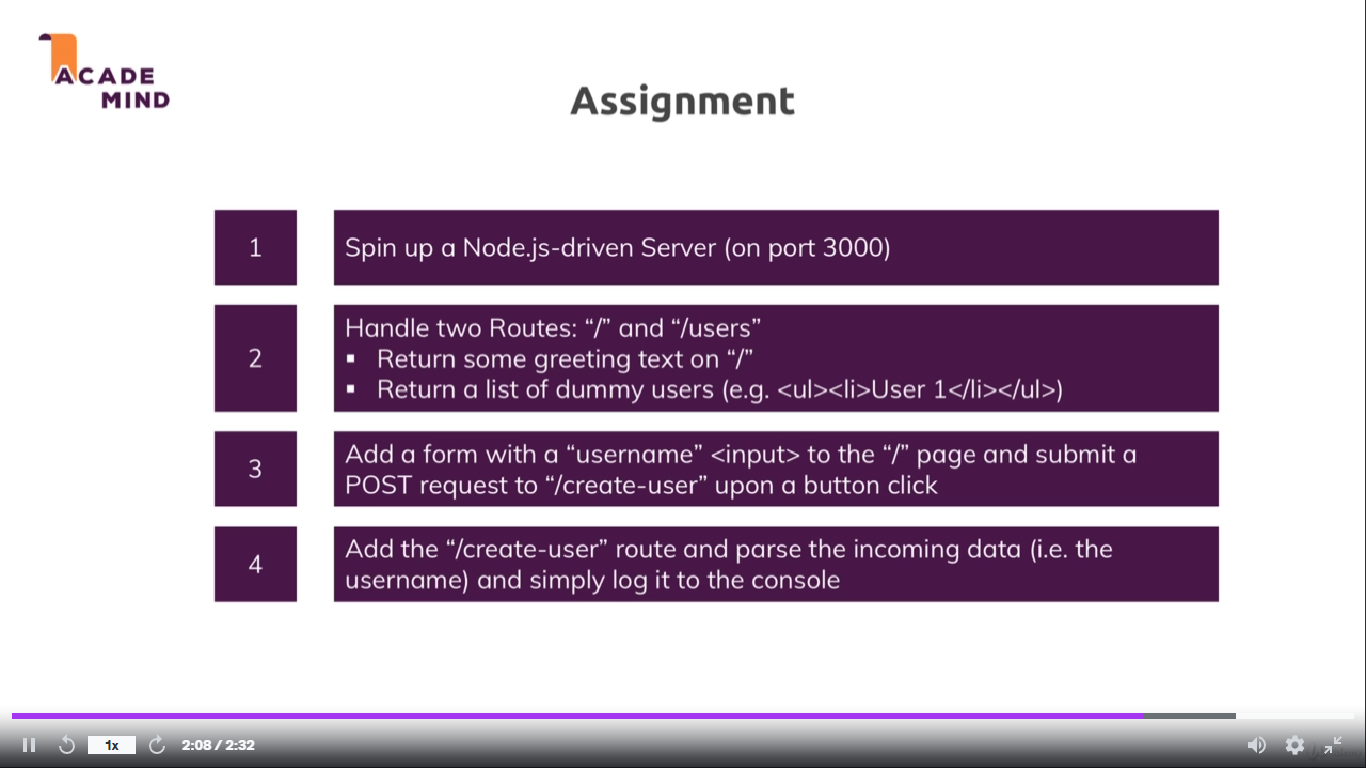 ACADE
MIND
Assignment
1
Spin up a Node.js-driven Server (on port 3000)
2
Handle two Routes: “/” and “/users”
▪ Return some greeting text on “/”
▪ Return a list of dummy users (e.g. <ul><li>User 1</li></ul>)
3
Add a form with a “username” <input> to the “/” page and submit a
POST request to “/create-user” upon a button click
4
Add the “/create-user” route and parse the incoming data (i.e. the
username) and simply log it to the console
1x
2:08 / 2:32